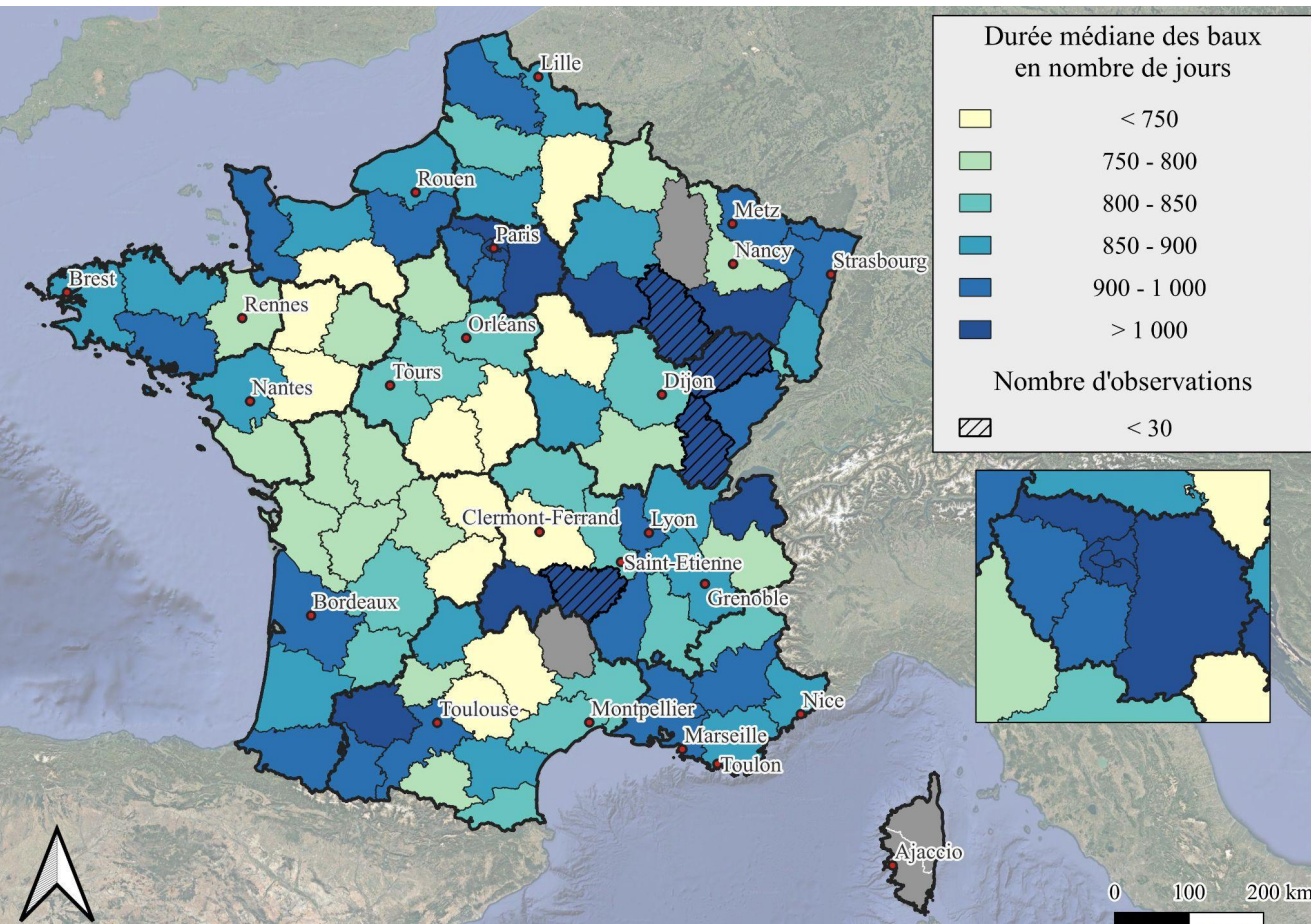 Durée médiane des baux
en nombre de jours
< 750
750 - 800
800 - 850
850 - 900
900 - 1 000
> 1 000
Nombre d'observations
< 30
Lille
Rouen
Metz
Paris
Nancy
Strasbourg
Brest
Rennes
Orléans
Tours
Dijon
Nantes
Clermont-Ferrand
Lyon
Saint-Etienne
Grenoble
Bordeaux
Toulouse
Montpellier
Nice
Marseille
Toulon
Ajaccio
0 100 200 km